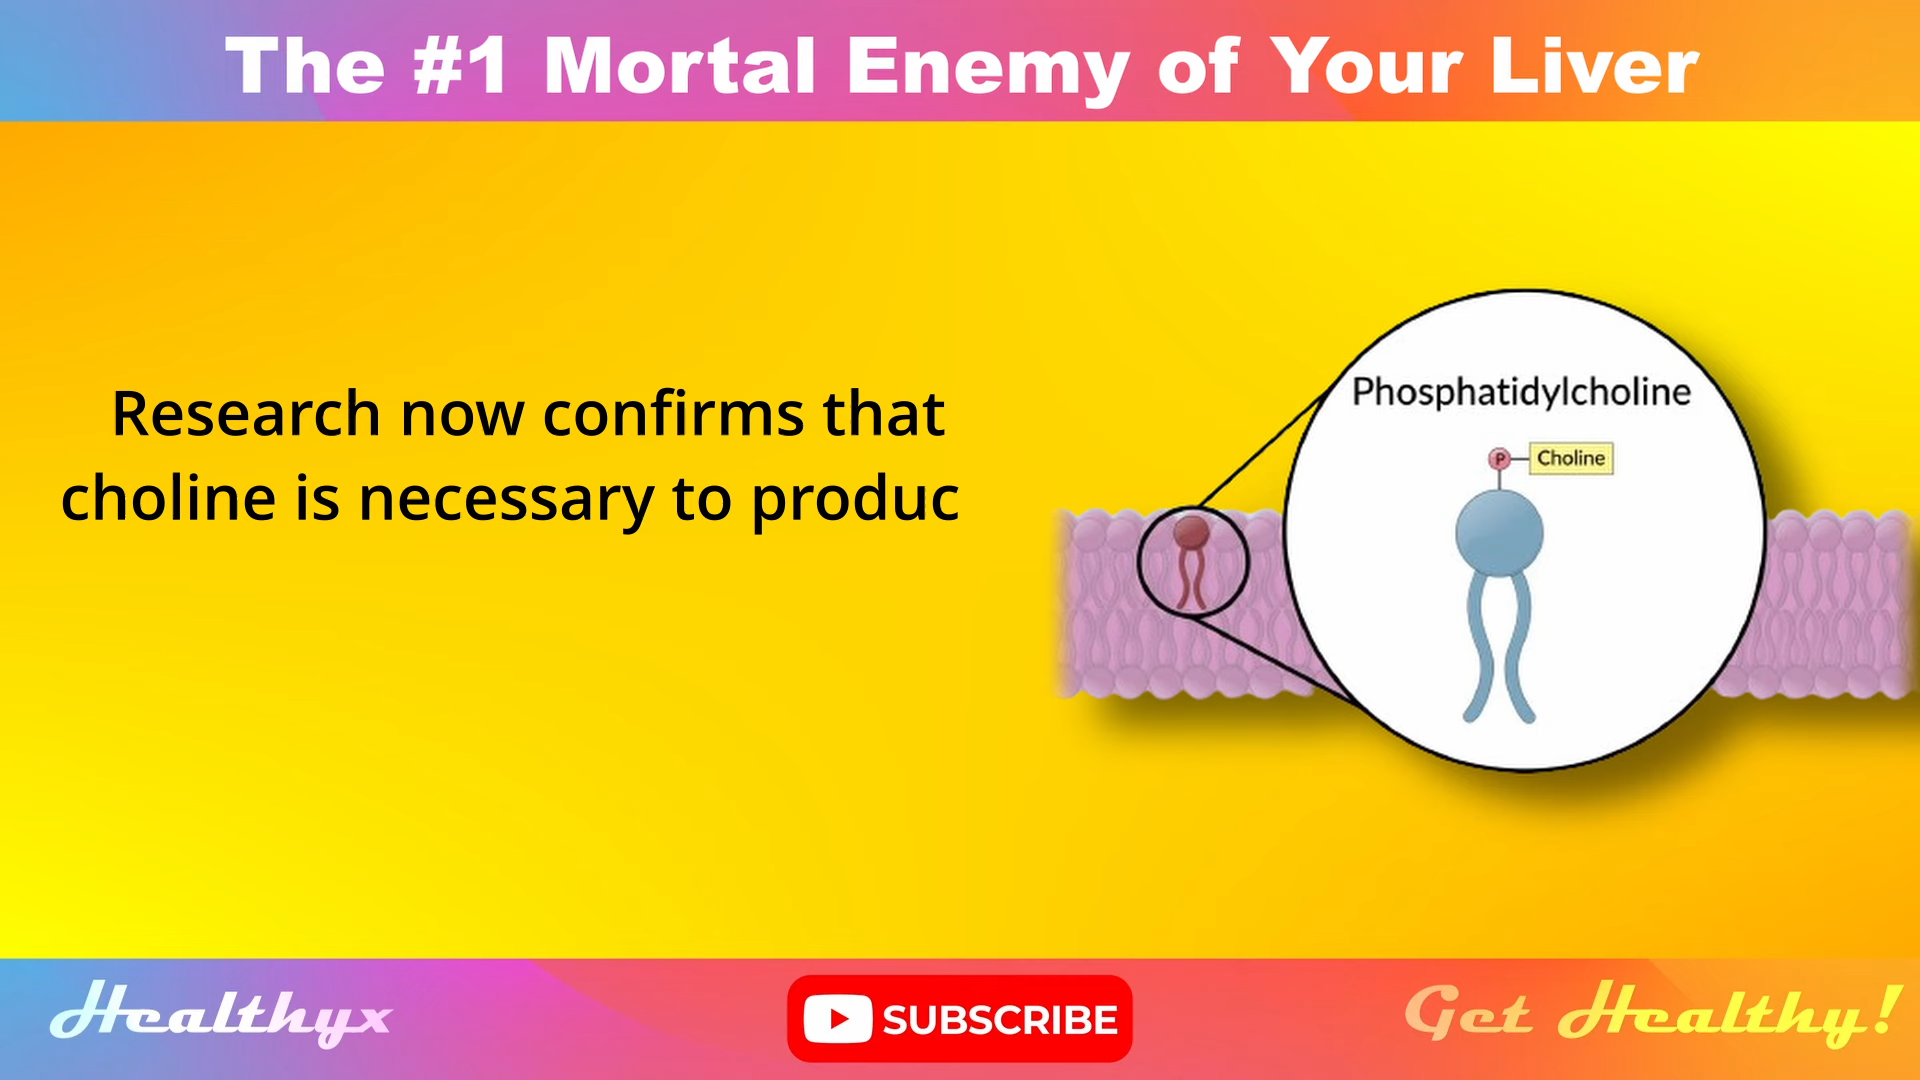 The #1 Mortal Enemy of Your Liver
Research now confirms that
choline is necessary to produc
Phosphatidylcholine
P
Choline
Healthyx
SUBSCRIBE
Get Healthy!